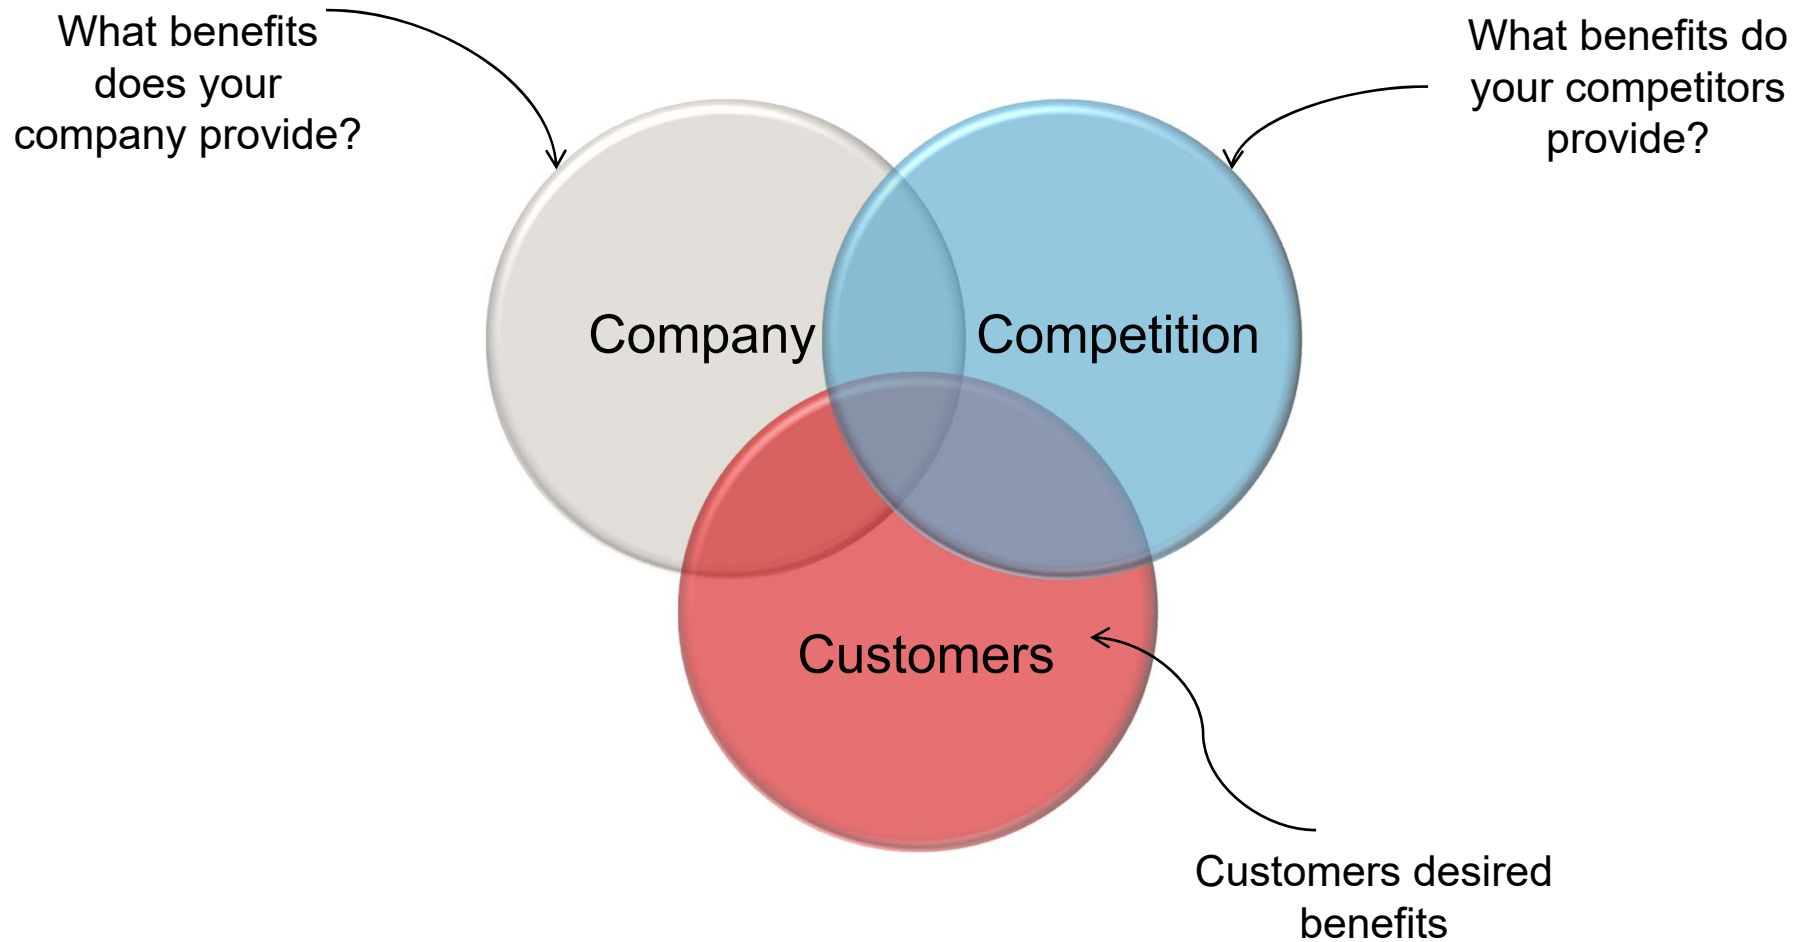 What benefits
does your
company provide?
What benefits do
your competitors
provide?
Company
Competition
Customers
Customers desired
benefits